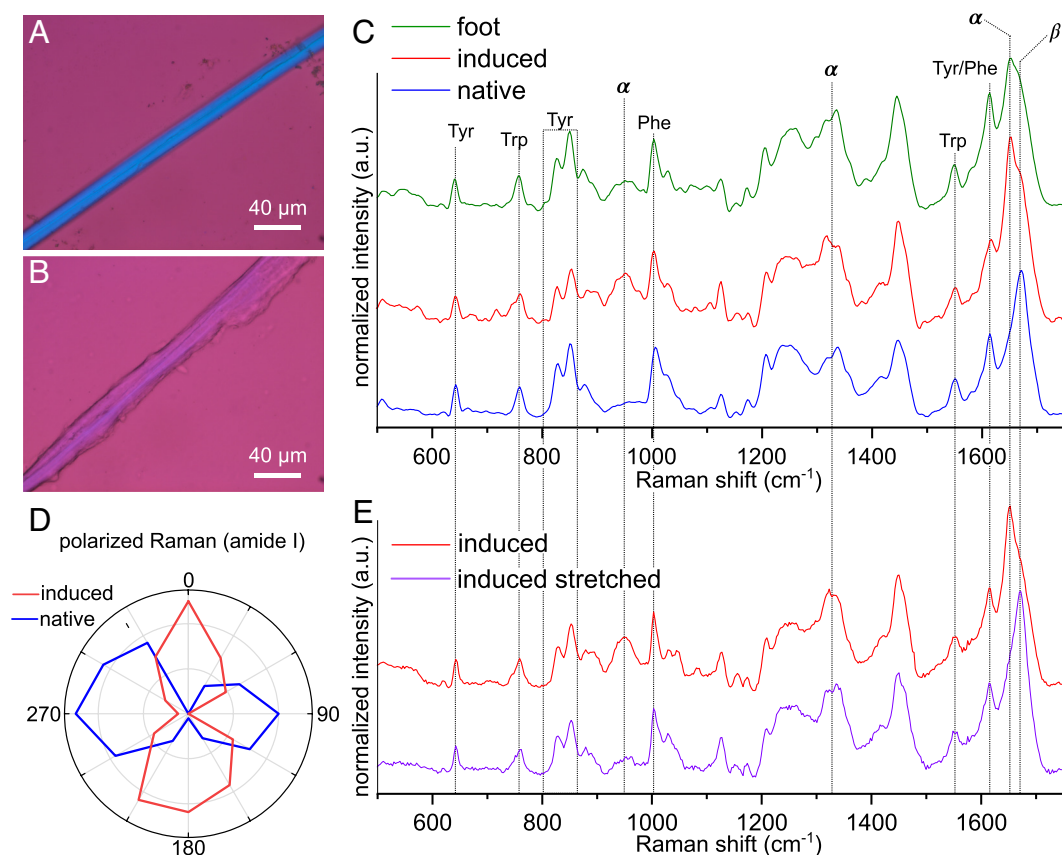 A
40 µm
B
40 µm
C
foot
induced
native
normalized intensity (a.u.)
Tyr
Trp
Tyr
α
Phe
α
Trp
Tyr/Phe
α
β
600
800
1000
1200
1400
1600
Raman shift (cm⁻¹)
D
polarized Raman (amide I)
induced
native
0
90
180
270
E
induced
induced stretched
normalized intensity (a.u.)
600
800
1000
1200
1400
1600
Raman shift (cm⁻¹)